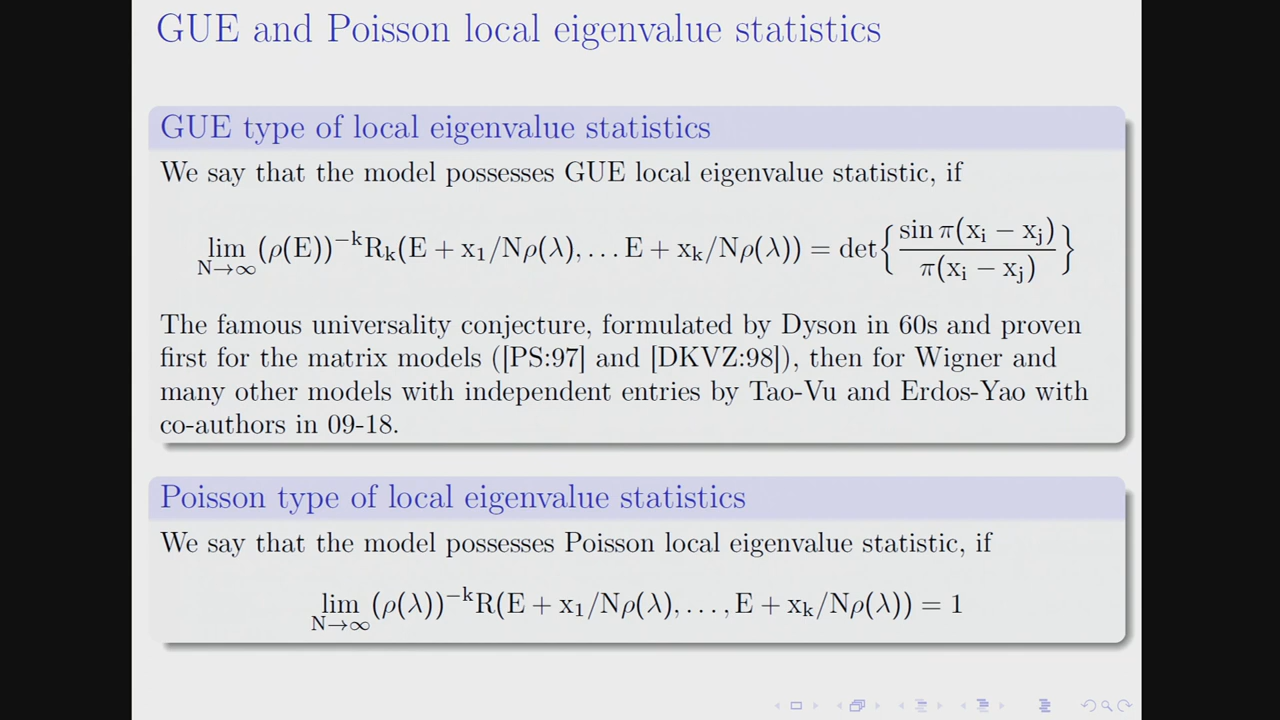 GUE and Poisson local eigenvalue statistics
GUE type of local eigenvalue statistics
We say that the model possesses GUE local eigenvalue statistic, if
lim_{N→∞} (ρ(E))^{−k}R_k(E + x_1/Nρ(λ), … E + x_k/Nρ(λ)) = det{ sin π(x_i − x_j) / π(x_i − x_j) }
The famous universality conjecture, formulated by Dyson in 60s and proven
first for the matrix models ([PS:97] and [DKVZ:98]), then for Wigner and
many other models with independent entries by Tao-Vu and Erdos-Yao with
co-authors in 09-18.
Poisson type of local eigenvalue statistics
We say that the model possesses Poisson local eigenvalue statistic, if
lim_{N→∞} (ρ(λ))^{−k}R(E + x_1/Nρ(λ), … , E + x_k/Nρ(λ)) = 1